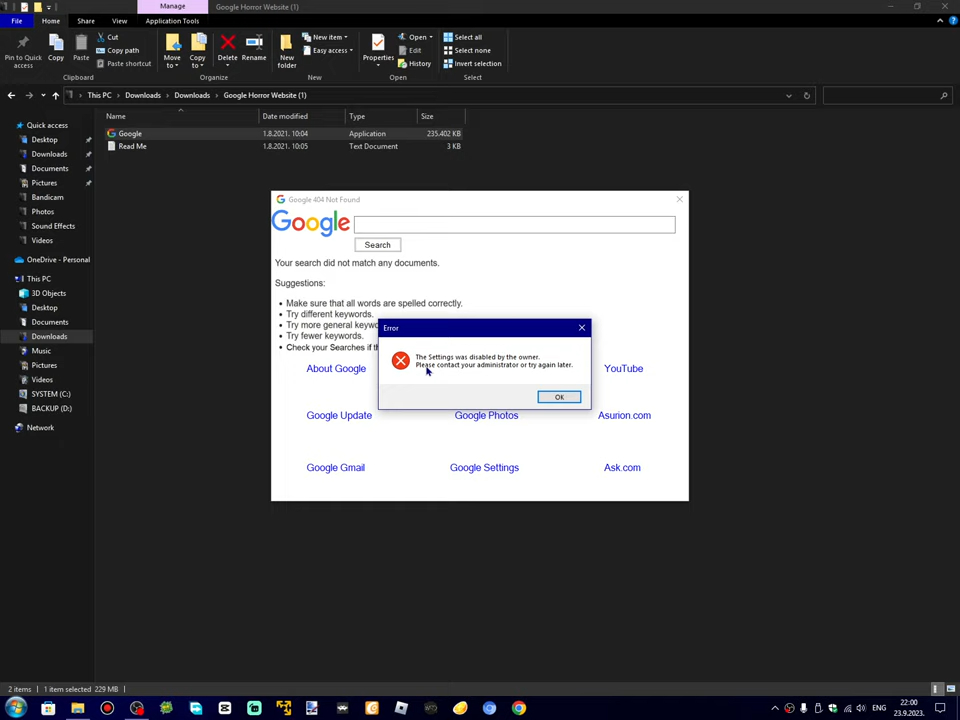 Manage
Google Horror Website (1)
File
Home
Share
View
Application Tools
Pin to Quick access
Copy
Paste
Cut
Copy path
Paste shortcut
Clipboard
Move to
Copy to
Delete
Rename
Organize
New folder
New item
Easy access
New
Properties
Open
Edit
History
Open
Select all
Select none
Invert selection
Select
This PC
Downloads
Downloads
Google Horror Website (1)
Name
Date modified
Type
Size
Google
1.8.2021. 10:04
Application
235.402 KB
Read Me
1.8.2021. 10:05
Text Document
3 KB
Quick access
Desktop
Downloads
Documents
Pictures
Bandicam
Photos
Sound Effects
Videos
OneDrive - Personal
This PC
3D Objects
Desktop
Documents
Downloads
Music
Pictures
Videos
SYSTEM (C:)
BACKUP (D:)
Network
Google 404 Not Found
Google
Search
Your search did not match any documents.
Suggestions:
Make sure that all words are spelled correctly.
Try different keywords.
Try more general keywo
Try fewer keywords.
Check your Searches if th
Error
The Settings was disabled by the owner.
Please contact your administrator or try again later.
OK
About Google
YouTube
Google Update
Google Photos
Asurion.com
Google Gmail
Google Settings
Ask.com
2 items
1 item selected 229 MB
ЕНГ
22:00
23.9.2023.